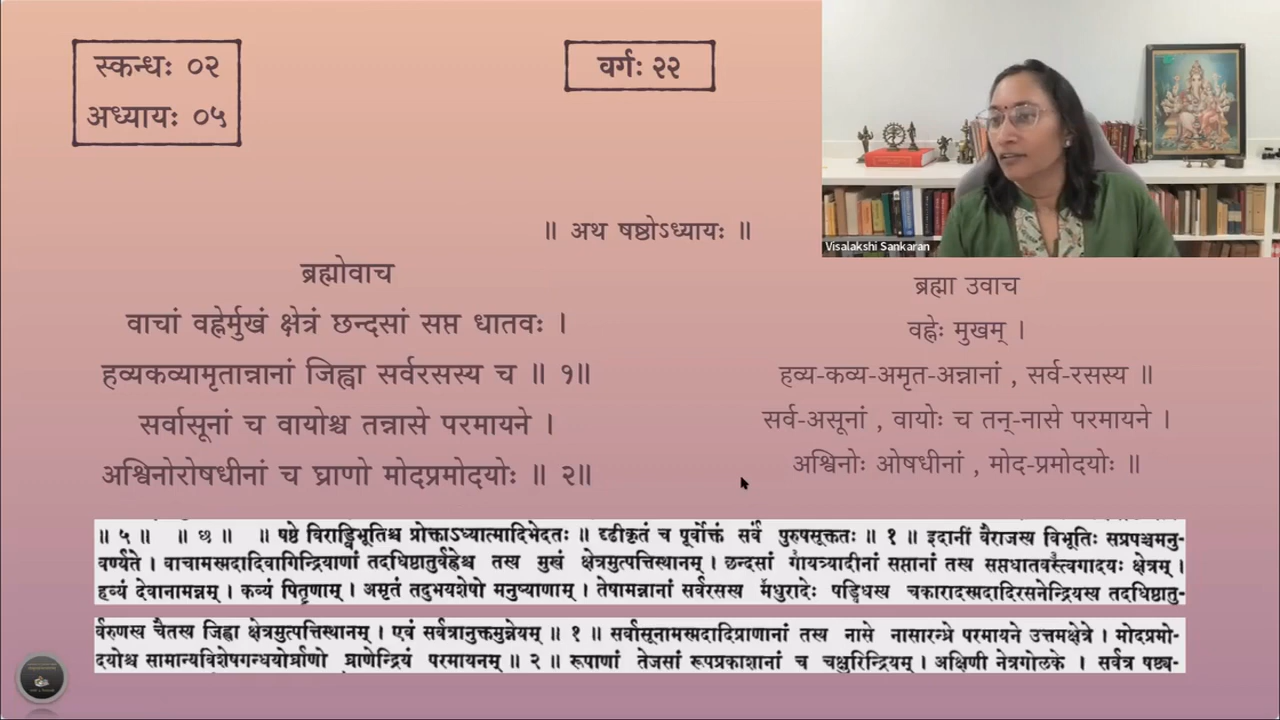 स्कन्धः ०२
अध्यायः ०५
वर्गः २२
Visalakshi Sankaran
॥ अथ षष्ठोऽध्यायः ॥
ब्रह्मोवाच
वाचां वह्नेर्मुखं क्षेत्रं छन्दसां सप्त धातवः ।
हव्यकव्यामृतान्नानां जिह्वा सर्वरसस्य च ॥ १॥
सर्वासूनां च वायोश्च तन्नासे परमायने ।
अश्विनोरोषधीनां च घ्राणो मोदप्रमोदयोः ॥ २॥
ब्रह्मा उवाच
वह्नेः मुखम् ।
हव्य-कव्य-अमृत-अन्नानां , सर्व-रसस्य ॥
सर्व-असूनां , वायोः च तन्-नासे परमायने ।
अश्विनोः ओषधीनां , मोद-प्रमोदयोः ॥
॥ ५ ॥ ॥ छ ॥ ॥ षष्ठे विराड्विभूतिश्च प्रोक्ताऽध्यात्मादिभेदतः ॥ दृढीकृतं च पूर्वोक्तं सर्वं पुरुषसूक्ततः ॥ १ ॥ इदानीं वैराजस्य विभूतिः सप्रपञ्चमनु-
वर्ण्यते । वाचामस्मदादिवागिन्द्रियाणां तदधिष्ठातुर्वह्नेश्च तस्य मुखं क्षेत्रमुत्पत्तिस्थानम् । छन्दसां गायत्र्यादीनां सप्तानां तस्य सप्तधातवस्त्वगादयः क्षेत्रम् ।
हव्यं देवानामन्नम् । कव्यं पितॄणाम् । अमृतं तदुभयशेषो मनुष्याणाम् । तेषामन्नानां सर्वरसस्य मधुरादेः षड्विधस्य चकारादस्मदादिरसनेन्द्रियस्य तदधिष्ठातु-
र्वरुणस्य चैतस्य जिह्वा क्षेत्रमुत्पत्तिस्थानम् । एवं सर्वत्रानुक्तमुन्नेयम् ॥ १ ॥ सर्वासूनामस्मदादिप्राणानां तस्य नासे नासारन्ध्रे परमायने उत्तमक्षेत्रे । मोदप्रमो-
दयोश्च सामान्यविशेषगन्धयोर्घ्राणो घ्राणेन्द्रियं परमायनम् ॥ २ ॥ रूपाणां तेजसां रूपप्रकाशानां च चक्षुरिन्द्रियम् । अक्षिणी नेत्रगोलके । सर्वत्र षष्ठ्य-